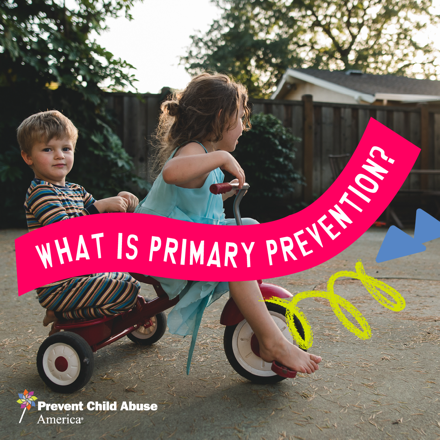 WHAT IS PRIMARY PREVENTION?
Prevent Child Abuse
America®